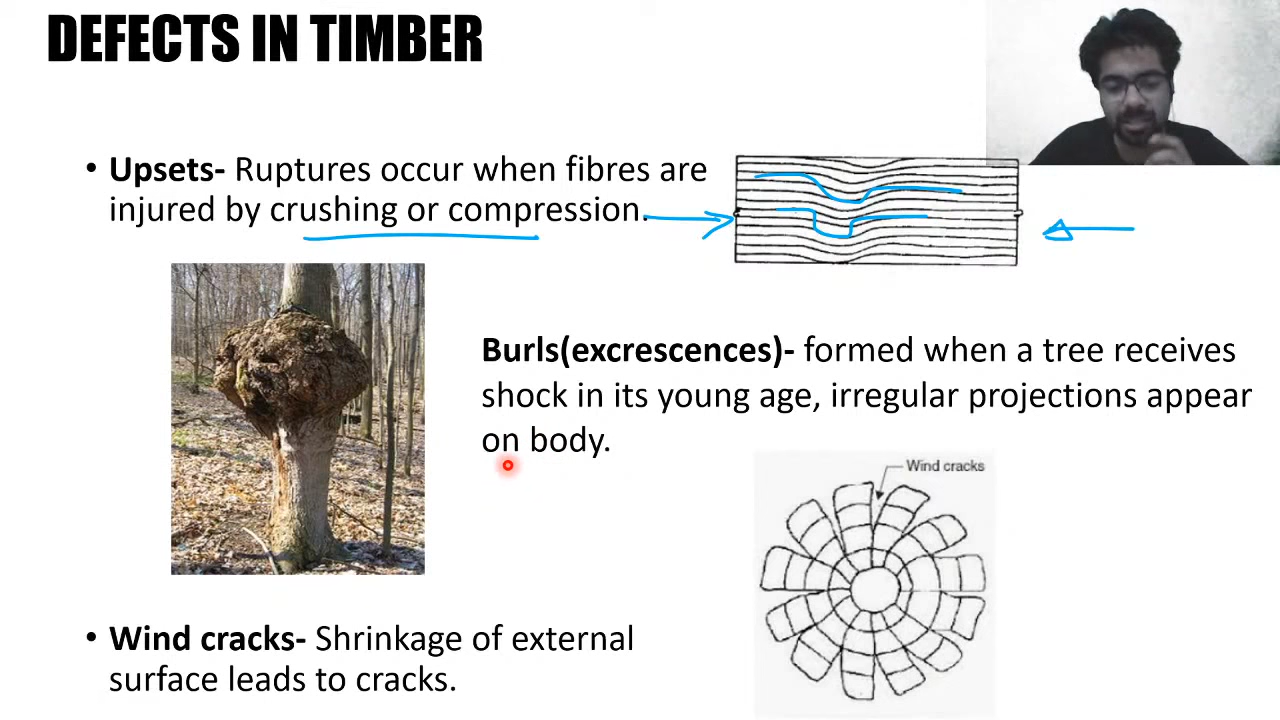 DEFECTS IN TIMBER
• Upsets- Ruptures occur when fibres are
injured by crushing or compression.
Burls(excrescences)- formed when a tree receives
shock in its young age, irregular projections appear
on body.
Wind cracks
• Wind cracks- Shrinkage of external
surface leads to cracks.